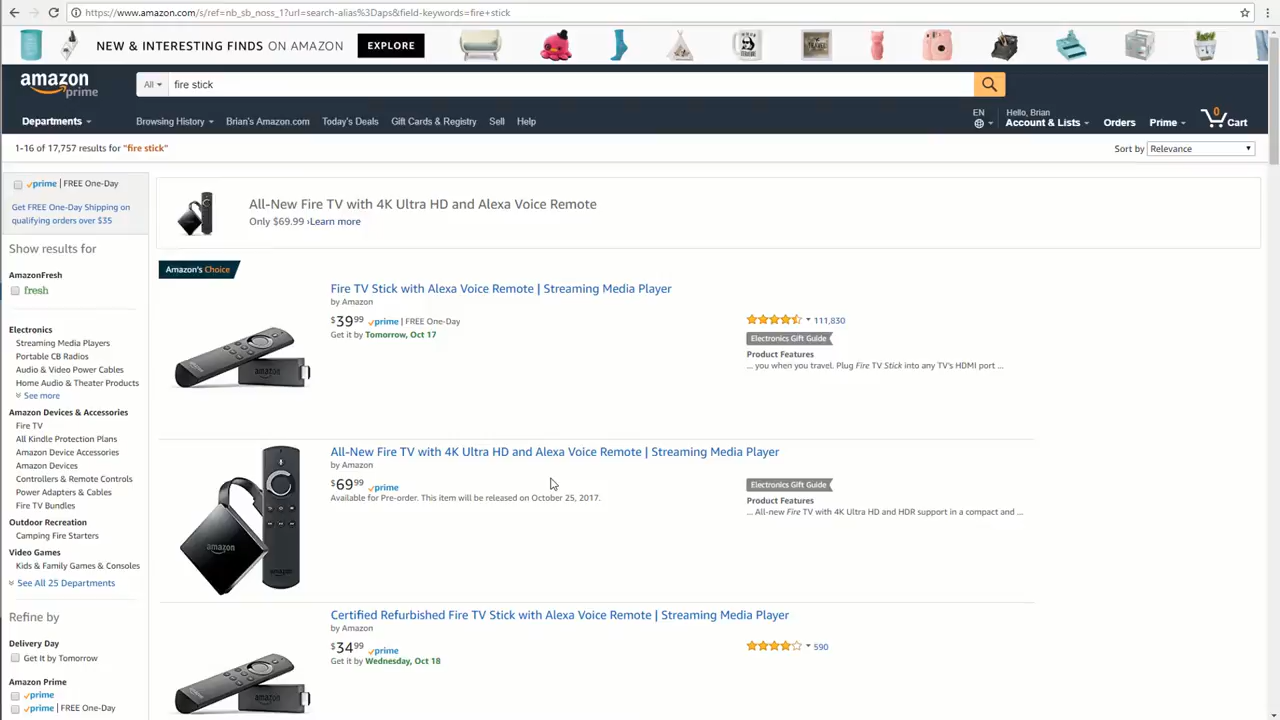 https://www.amazon.com/s/ref=nb_sb_noss_1?url=search-alias%3Daps&field-keywords=fire+stick
NEW & INTERESTING FINDS ON AMAZON EXPLORE
amazon prime
All fire stick
Departments Browsing History Brian's Amazon.com Today's Deals Gift Cards & Registry Sell Help EN Hello, Brian Account & Lists Orders Prime 0 Cart
1-16 of 17,757 results for "fire stick" Sort by Relevance
prime | FREE One-Day
Get FREE One-Day Shipping on
qualifying orders over $35
Show results for
AmazonFresh
fresh
Electronics
Streaming Media Players
Portable CB Radios
Audio & Video Power Cables
Home Audio & Theater Products
See more
Amazon Devices & Accessories
Fire TV
All Kindle Protection Plans
Amazon Device Accessories
Amazon Devices
Controllers & Remote Controls
Power Adapters & Cables
Fire TV Bundles
Outdoor Recreation
Camping Fire Starters
Video Games
Kids & Family Games & Consoles
See All 25 Departments
Refine by
Delivery Day
Get It by Tomorrow
Amazon Prime
prime
prime | FREE One-Day
All-New Fire TV with 4K Ultra HD and Alexa Voice Remote
Only $69.99 ›Learn more
Amazon's Choice
Fire TV Stick with Alexa Voice Remote | Streaming Media Player
by Amazon
$39.99 prime | FREE One-Day
Get it by Tomorrow, Oct 17
111,830
Electronics Gift Guide
Product Features
... you when you travel. Plug Fire TV Stick into any TV's HDMI port ...
amazon
All-New Fire TV with 4K Ultra HD and Alexa Voice Remote | Streaming Media Player
by Amazon
$69.99 prime
Available for Pre-order. This item will be released on October 25, 2017.
Electronics Gift Guide
Product Features
... All-new Fire TV with 4K Ultra HD and HDR support in a compact and ...
amazon
Certified Refurbished Fire TV Stick with Alexa Voice Remote | Streaming Media Player
by Amazon
$34.99 prime
Get it by Wednesday, Oct 18
590
amazon